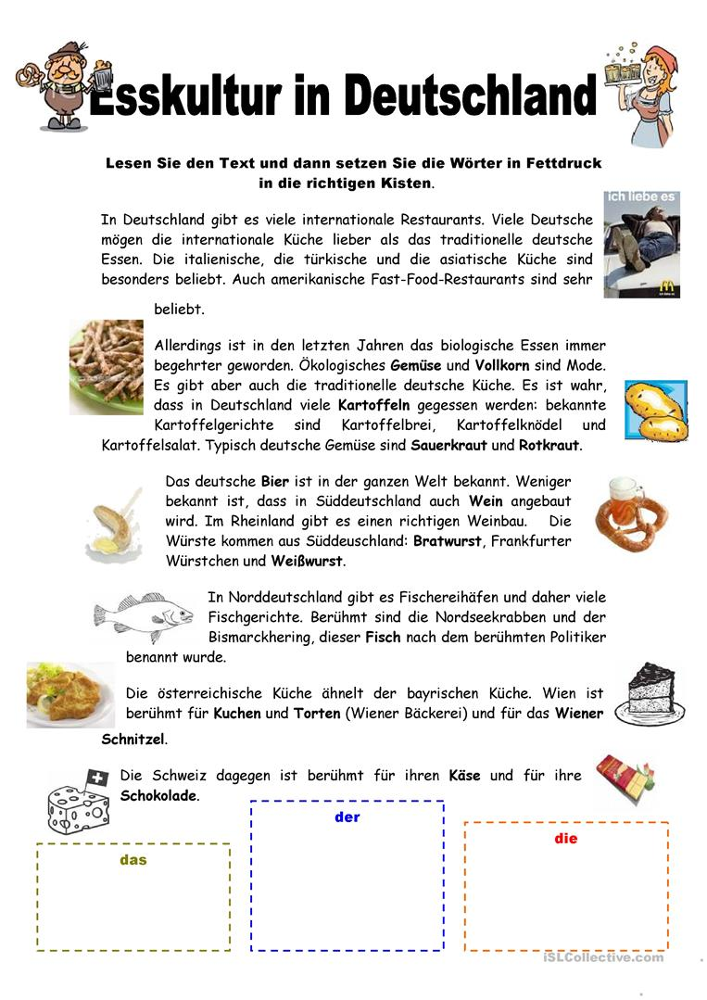 Esskultur in Deutschland
Lesen Sie den Text und dann setzen Sie die Wörter in Fettdruck
in die richtigen Kisten.
ich liebe es
In Deutschland gibt es viele internationale Restaurants. Viele Deutsche
mögen die internationale Küche lieber als das traditionelle deutsche
Essen. Die italienische, die türkische und die asiatische Küche sind
besonders beliebt. Auch amerikanische Fast-Food-Restaurants sind sehr
beliebt.
Allerdings ist in den letzten Jahren das biologische Essen immer
begehrter geworden. Ökologisches Gemüse und Vollkorn sind Mode.
Es gibt aber auch die traditionelle deutsche Küche. Es ist wahr,
dass in Deutschland viele Kartoffeln gegessen werden: bekannte
Kartoffelgerichte sind Kartoffelbrei, Kartoffelknödel und
Kartoffelsalat. Typisch deutsche Gemüse sind Sauerkraut und Rotkraut.
Das deutsche Bier ist in der ganzen Welt bekannt. Weniger
bekannt ist, dass in Süddeutschland auch Wein angebaut
wird. Im Rheinland gibt es einen richtigen Weinbau. Die
Würste kommen aus Süddeuschland: Bratwurst, Frankfurter
Würstchen und Weißwurst.
In Norddeutschland gibt es Fischereihäfen und daher viele
Fischgerichte. Berühmt sind die Nordseekrabben und der
Bismarckhering, dieser Fisch nach dem berühmten Politiker
benannt wurde.
Die österreichische Küche ähnelt der bayrischen Küche. Wien ist
berühmt für Kuchen und Torten (Wiener Bäckerei) und für das Wiener
Schnitzel.
Die Schweiz dagegen ist berühmt für ihren Käse und für ihre
Schokolade.
das
der
die
iSLCollective.com